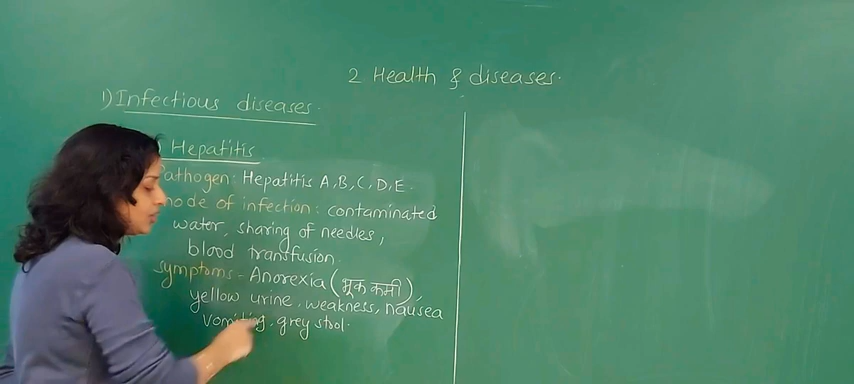 2 Health & diseases.
1) Infectious diseases.
) Hepatitis
Pathogen: Hepatitis A, B, C, D, E.
mode of infection: contaminated
water, sharing of needles,
blood transfusion.
symptoms - Anorexia (भूक कमी),
yellow urine, weakness, nausea
vomiting, grey stool.